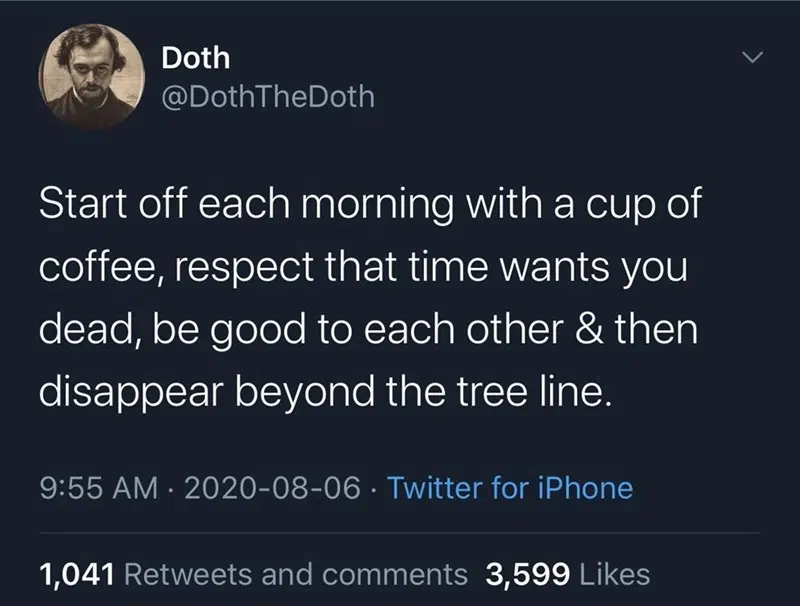 Doth
@DothTheDoth
Start off each morning with a cup of
coffee, respect that time wants you
dead, be good to each other & then
disappear beyond the tree line.
9:55 AM · 2020-08-06 · Twitter for iPhone
1,041 Retweets and comments 3,599 Likes